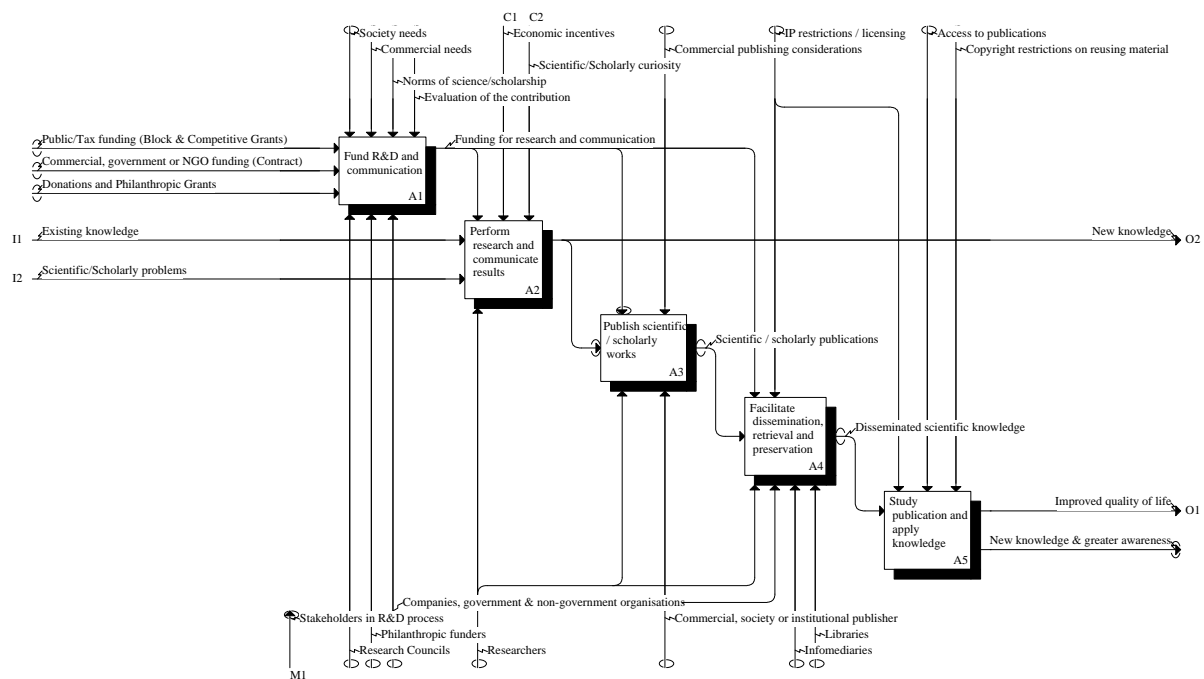 C1 C2
Society needs
Economic incentives
IP restrictions / licensing
Access to publications
Commercial needs
Commercial publishing considerations
Copyright restrictions on reusing material
Scientific/Scholarly curiosity
Norms of science/scholarship
Evaluation of the contribution
Public/Tax funding (Block & Competitive Grants)
Funding for research and communication
Commercial, government or NGO funding (Contract)
Donations and Philanthropic Grants
Fund R&D and
communication
A1
I1
Existing knowledge
New knowledge
O2
I2
Scientific/Scholarly problems
Perform
research and
communicate
results
A2
Publish scientific
/ scholarly
works
A3
Scientific / scholarly publications
Facilitate
dissemination,
retrieval and
preservation
A4
Disseminated scientific knowledge
Study
publication and
apply
knowledge
A5
Improved quality of life
O1
New knowledge & greater awareness
Companies, government & non-government organisations
Stakeholders in R&D process
Commercial, society or institutional publisher
Philanthropic funders
Libraries
Research Councils
Researchers
Infomediaries
M1